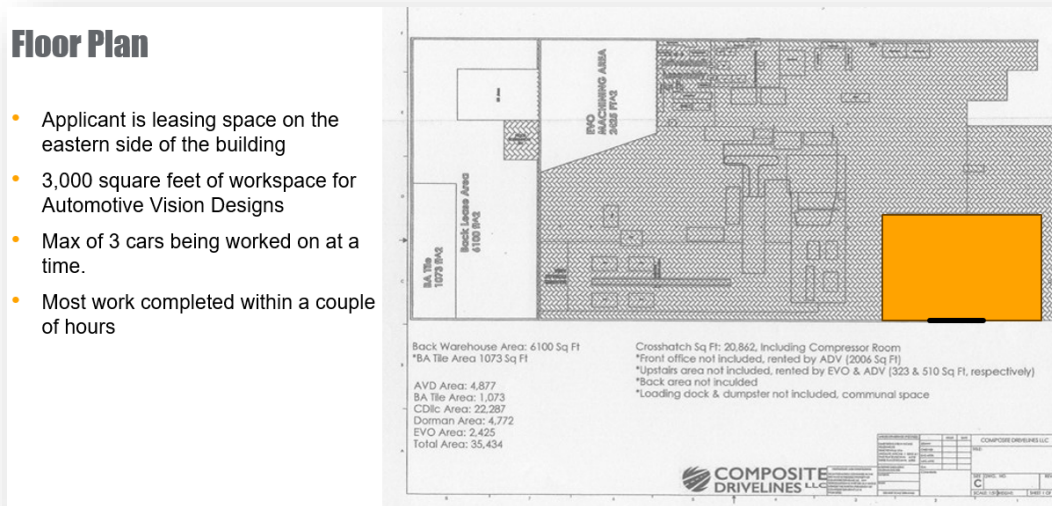 Floor Plan
Applicant is leasing space on the
eastern side of the building
3,000 square feet of workspace for
Automotive Vision Designs
Max of 3 cars being worked on at a
time.
Most work completed within a couple
of hours
EVO
MACHINING AREA
2425 FT^2
Back Lease Area
6100 ft^2
BA Tile
1073 ft^2
Back Warehouse Area: 6100 Sq Ft
*BA Tile Area 1073 Sq Ft
AVD Area: 4,877
BA Tile Area: 1,073
CDllc Area: 22,287
Dorman Area: 4,772
EVO Area: 2,425
Total Area: 35,434
Crosshatch Sq Ft: 20,862, Including Compressor Room
*Front office not included, rented by ADV (2006 Sq Ft)
*Upstairs area not included, rented by EVO & ADV (323 & 510 Sq Ft, respectively)
*Back area not inculded
*Loading dock & dumpster not included, communal space
COMPOSITE
DRIVELINES LLC
COMPOSITE DRIVELINES LLC
C